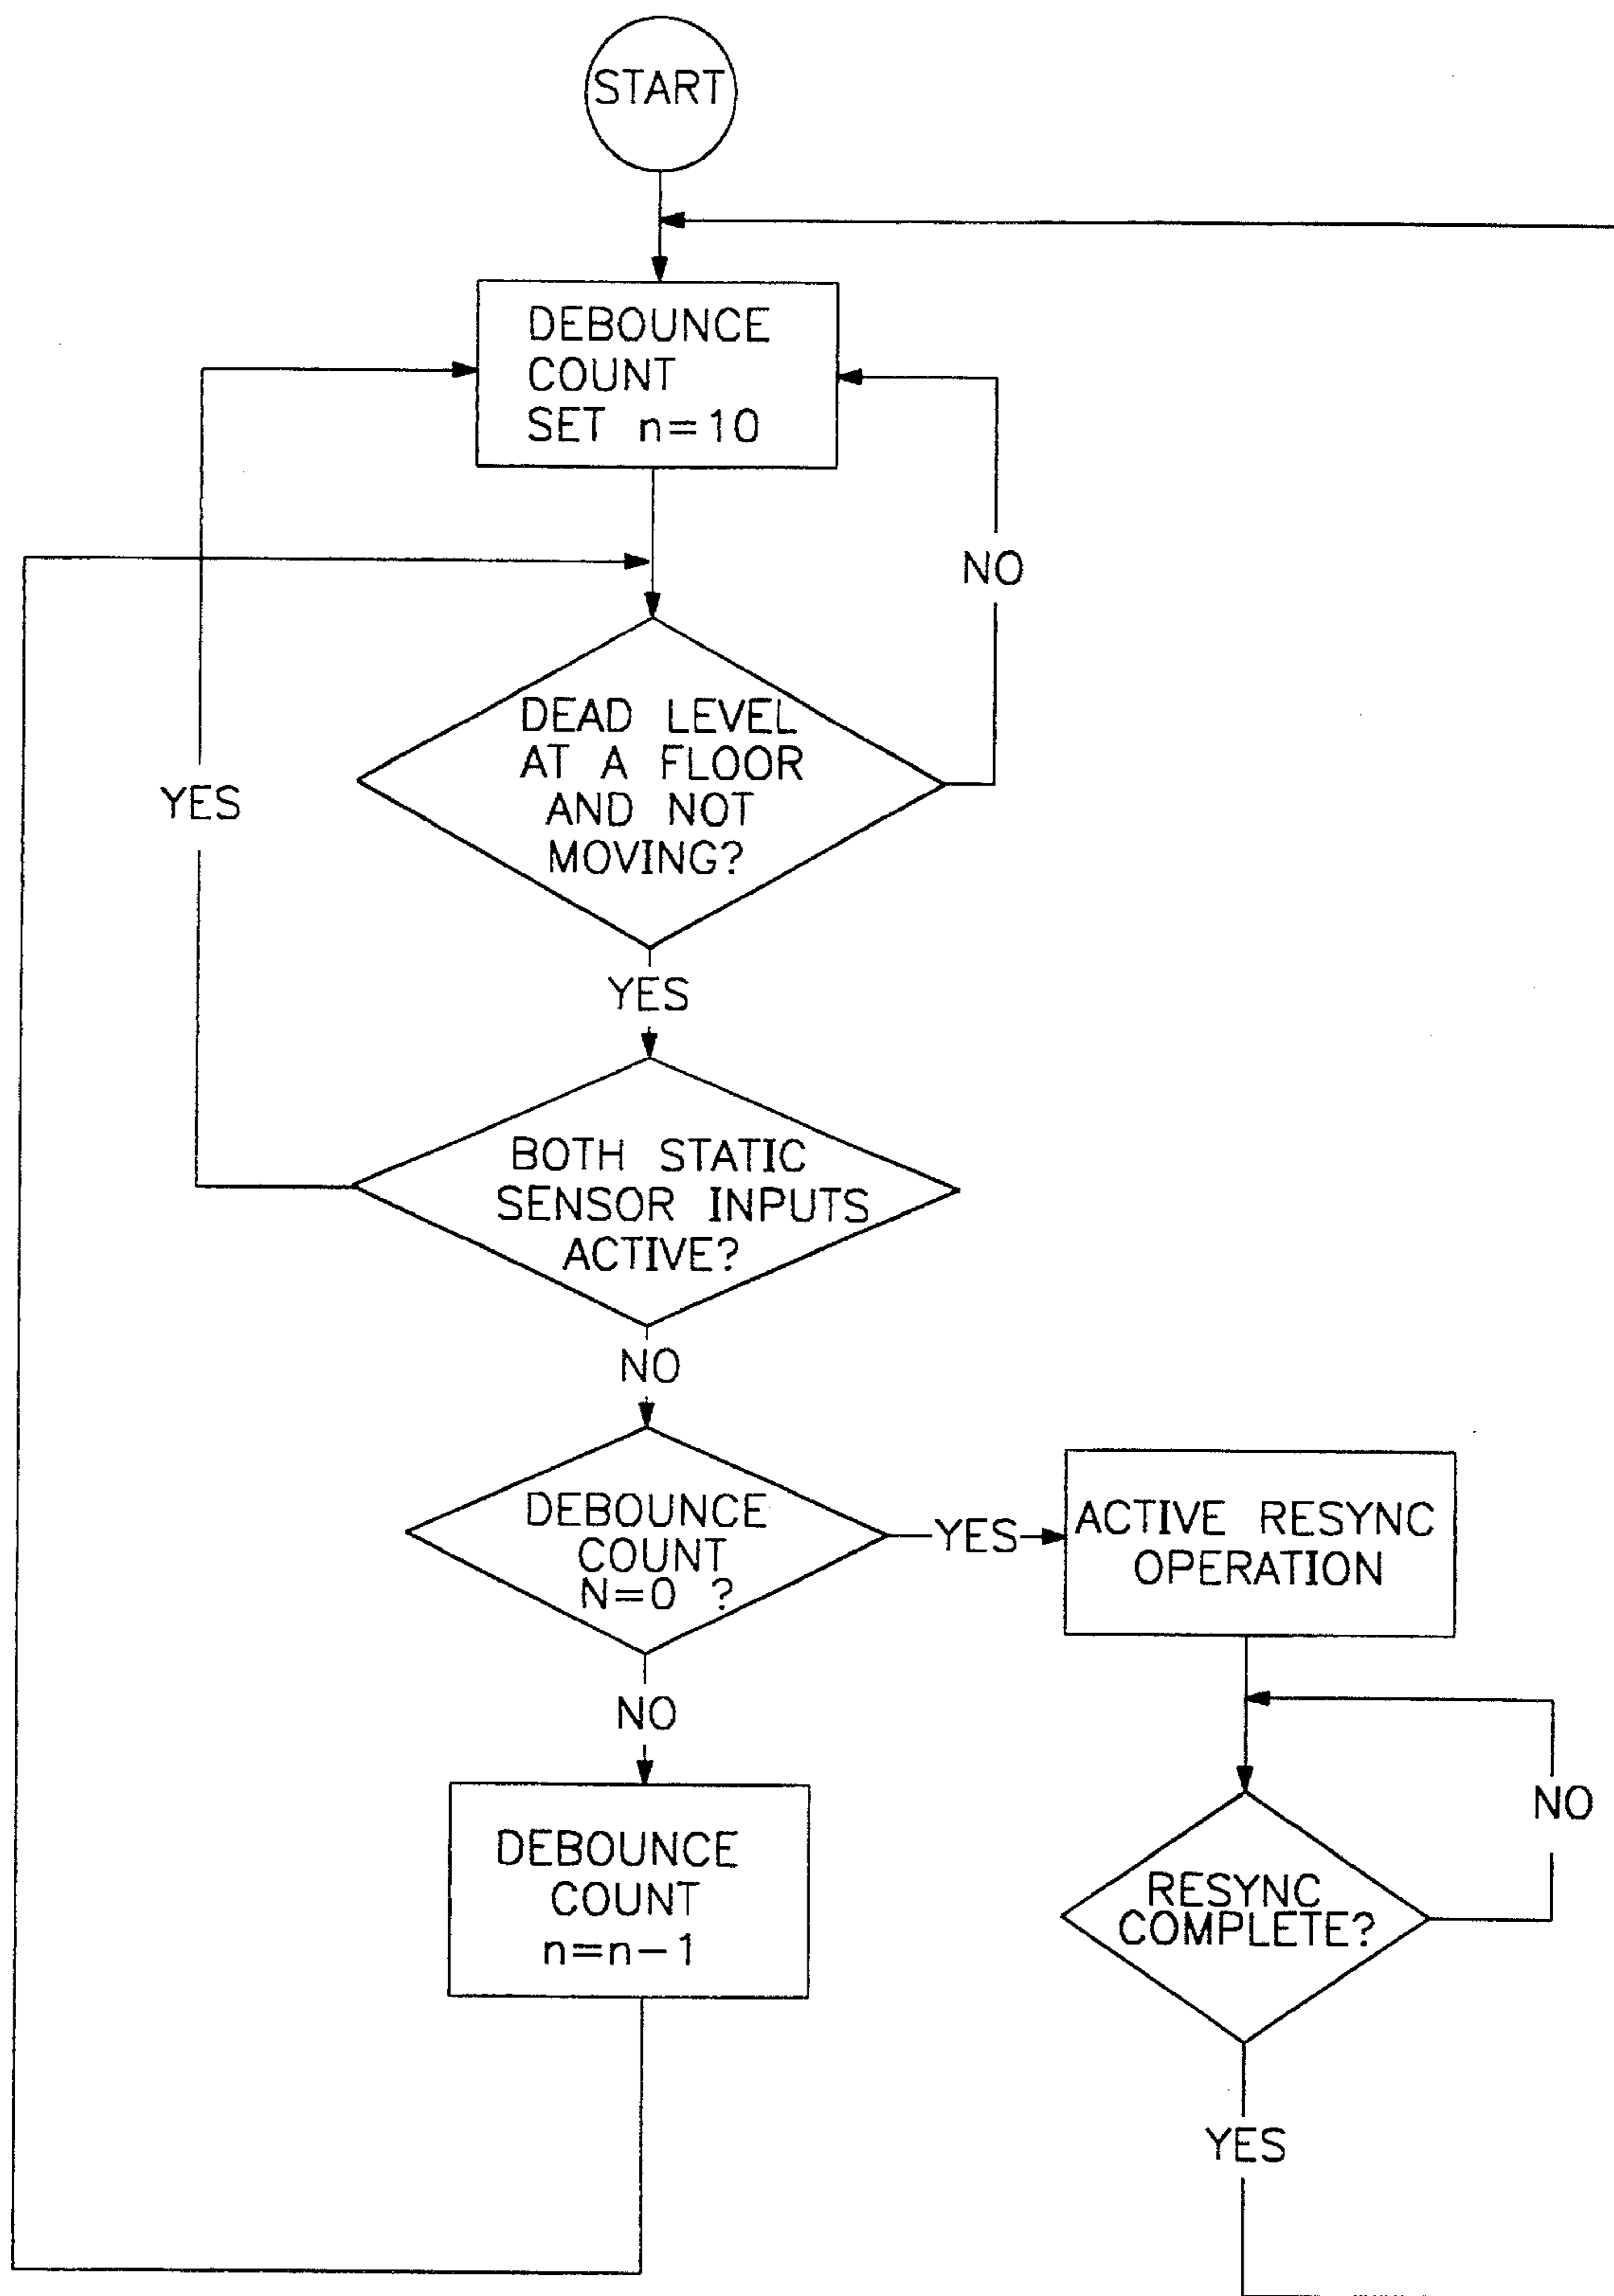 START
DEBOUNCE
COUNT
SET n=10
NO
DEAD LEVEL
AT A FLOOR
AND NOT
MOVING?
YES
YES
BOTH STATIC
SENSOR INPUTS
ACTIVE?
NO
DEBOUNCE
COUNT
N=0 ?
YES
ACTIVE RESYNC
OPERATION
NO
DEBOUNCE
COUNT
n=n-1
NO
RESYNC
COMPLETE?
YES